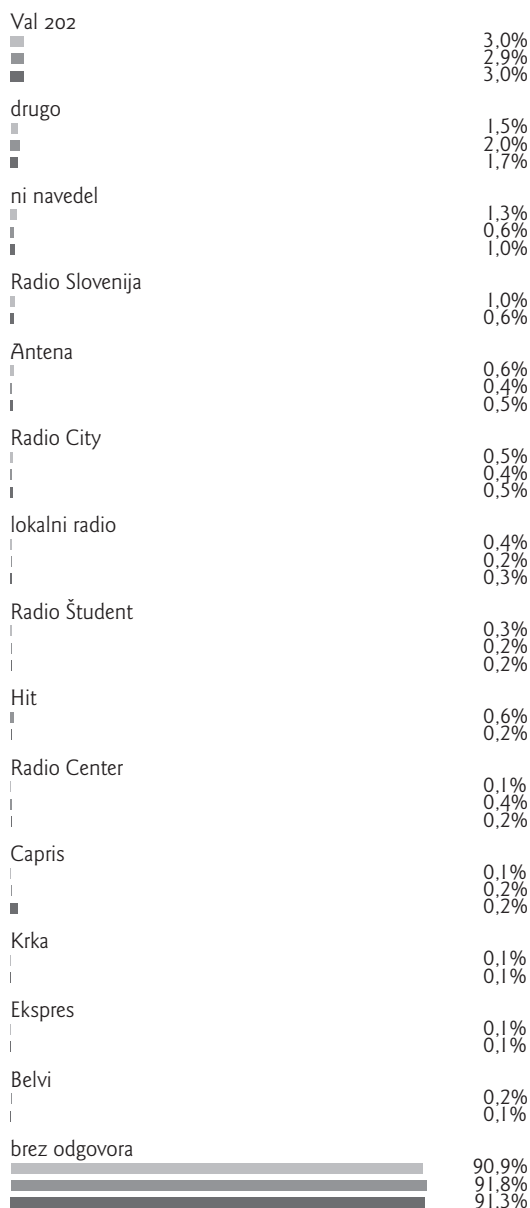 Val 202
3,0%
2,9%
3,0%
drugo
1,5%
2,0%
1,7%
ni navedel
1,3%
0,6%
1,0%
Radio Slovenija
1,0%
0,6%
Antena
0,6%
0,4%
0,5%
Radio City
0,5%
0,4%
0,5%
lokalni radio
0,4%
0,2%
0,3%
Radio Študent
0,3%
0,2%
0,2%
Hit
0,6%
0,2%
Radio Center
0,1%
0,4%
0,2%
Capris
0,1%
0,2%
0,2%
Krka
0,1%
0,1%
Ekspres
0,1%
0,1%
Belvi
0,2%
0,1%
brez odgovora
90,9%
91,8%
91,3%